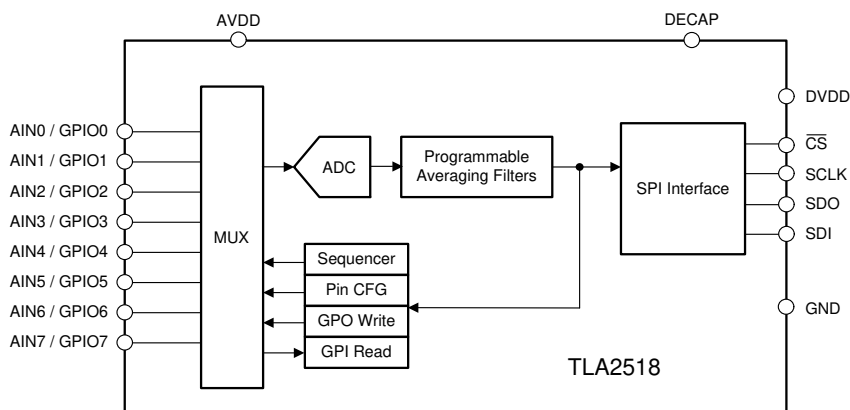 AVDD
DECAP
DVDD
AIN0 / GPIO0
AIN1 / GPIO1
AIN2 / GPIO2
AIN3 / GPIO3
AIN4 / GPIO4
AIN5 / GPIO5
AIN6 / GPIO6
AIN7 / GPIO7
MUX
ADC
Programmable
Averaging Filters
SPI Interface
CS
SCLK
SDO
SDI
Sequencer
Pin CFG
GPO Write
GPI Read
GND
TLA2518